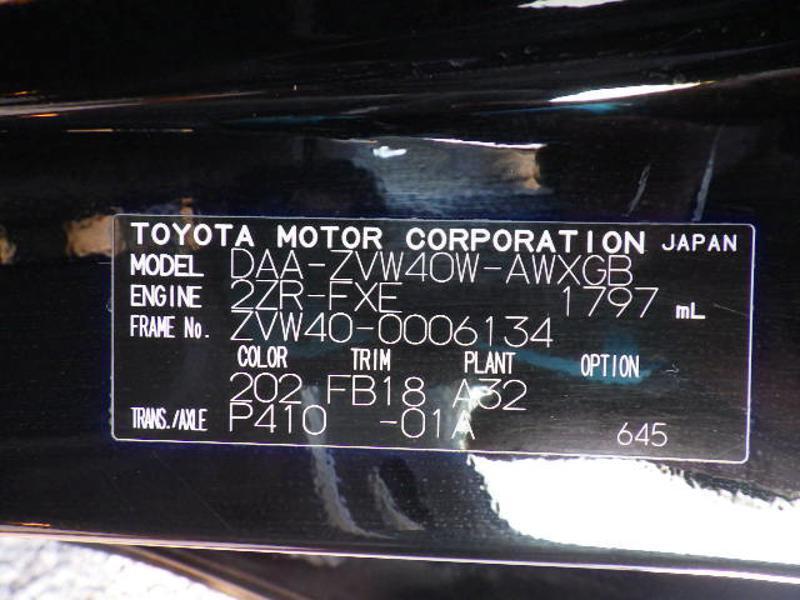 TOYOTA MOTOR CORPORATION JAPAN
MODEL DAA-ZVW40W-AWXGB
ENGINE 2ZR-FXE 1797 mL
FRAME No. ZVW40-0006134
COLOR TRIM PLANT OPTION
202 FB18 A32
TRANS./AXLE P410 -01A 645